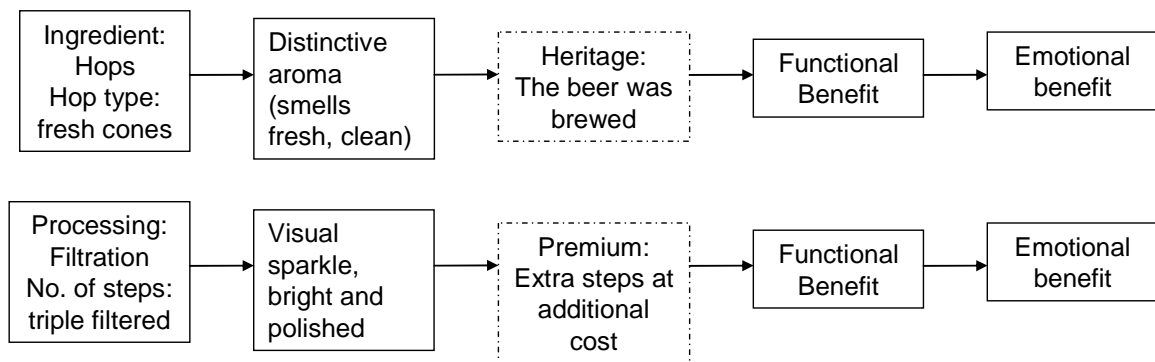 Ingredient:
Hops
Hop type:
fresh cones
Distinctive
aroma
(smells
fresh, clean)
Heritage:
The beer was
brewed
Functional
Benefit
Emotional
benefit
Processing:
Filtration
No. of steps:
triple filtered
Visual
sparkle,
bright and
polished
Premium:
Extra steps at
additional
cost
Functional
Benefit
Emotional
benefit